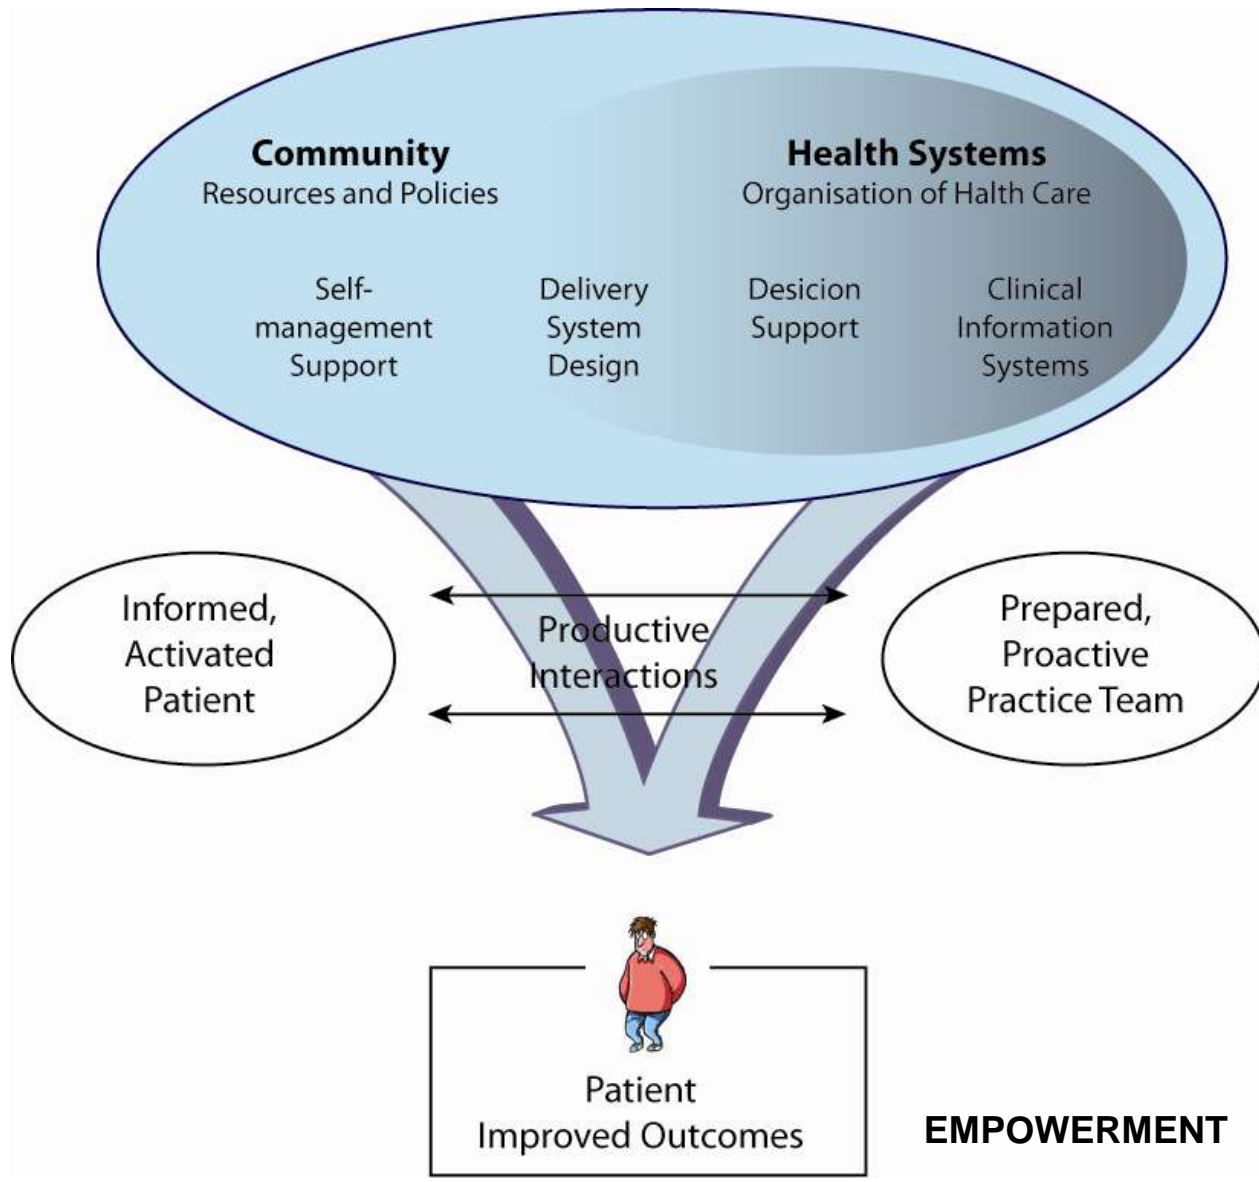 Community
Resources and Policies
Health Systems
Organisation of Halth Care
Self-
management
Support
Delivery
System
Design
Desicion
Support
Clinical
Information
Systems
Informed,
Activated
Patient
Productive
Interactions
Prepared,
Proactive
Practice Team
Patient
Improved Outcomes
EMPOWERMENT